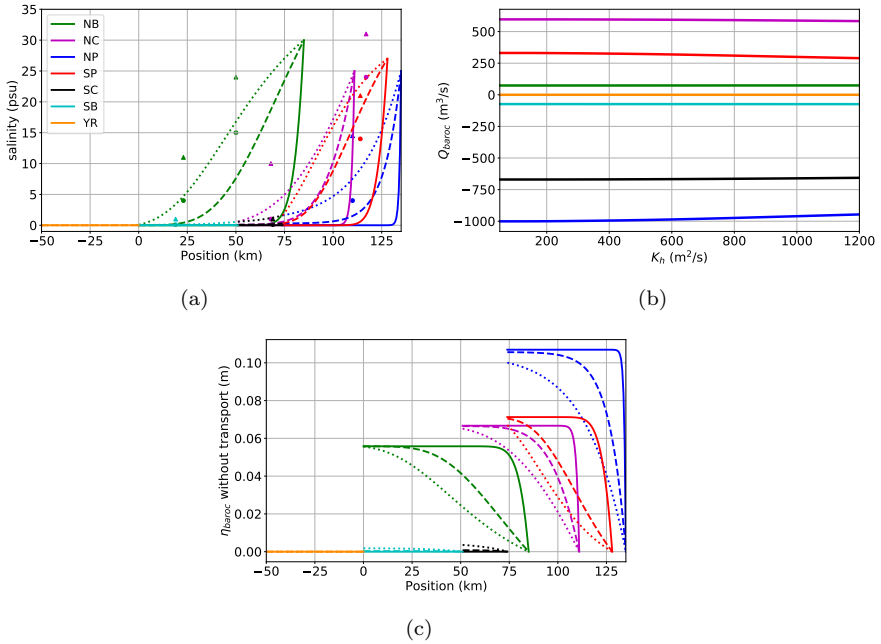 35
30
25
20
15
10
5
0
salinity (psu)
NB
NC
NP
SP
SC
SB
YR
−50 −25 0 25 50 75 100 125
Position (km)
(a)
500
250
0
−250
−500
−750
−1000
Q_baroc (m³/s)
200 400 600 800 1000 1200
K_h (m²/s)
(b)
0.10
0.08
0.06
0.04
0.02
0.00
η_baroc without transport (m)
−50 −25 0 25 50 75 100 125
Position (km)
(c)